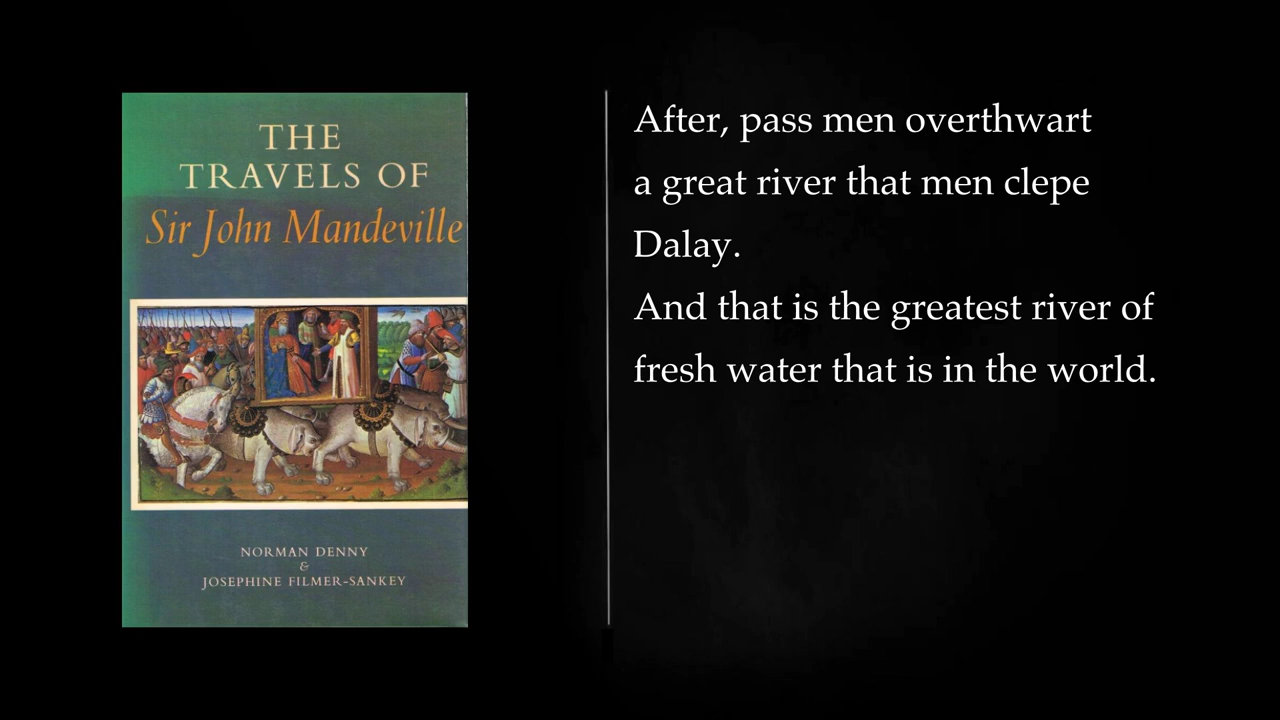 THE
TRAVELS OF
Sir John Mandeville
NORMAN DENNY
&
JOSEPHINE FILMER-SANKEY
After, pass men overthwart
a great river that men clepe
Dalay.
And that is the greatest river of
fresh water that is in the world.